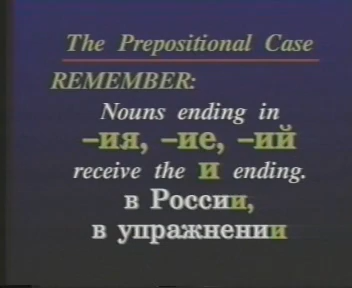 The Prepositional Case
REMEMBER:
Nouns ending in
–ия, –ие, –ий
receive the и ending.
в России,
в упражнении